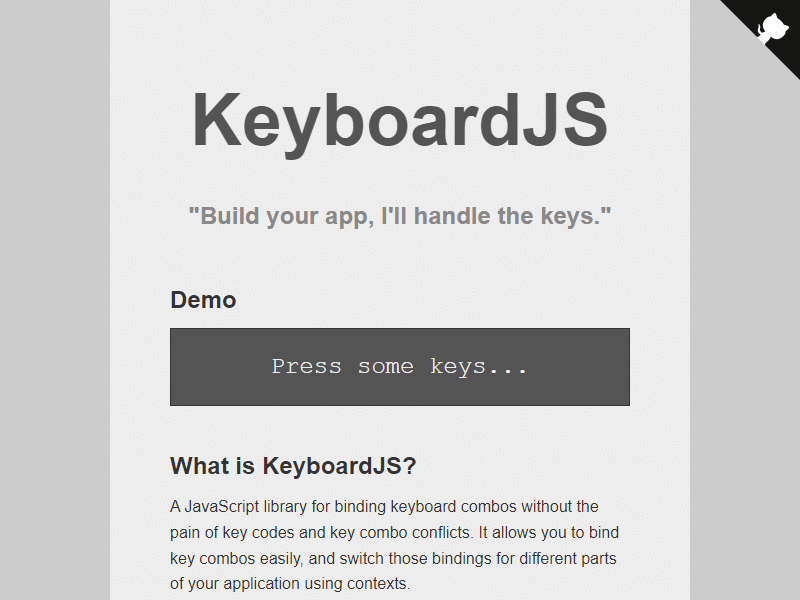 KeyboardJS
"Build your app, I'll handle the keys."
Demo
Press some keys...
What is KeyboardJS?
A JavaScript library for binding keyboard combos without the
pain of key codes and key combo conflicts. It allows you to bind
key combos easily, and switch those bindings for different parts
of your application using contexts.